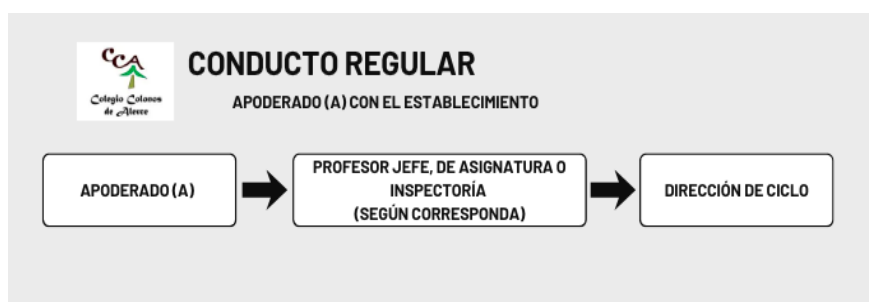 CCA
Colegio Colonos
de Alerce
CONDUCTO REGULAR
APODERADO (A) CON EL ESTABLECIMIENTO
APODERADO (A)
PROFESOR JEFE, DE ASIGNATURA O
INSPECTORÍA
(SEGÚN CORRESPONDA)
DIRECCIÓN DE CICLO